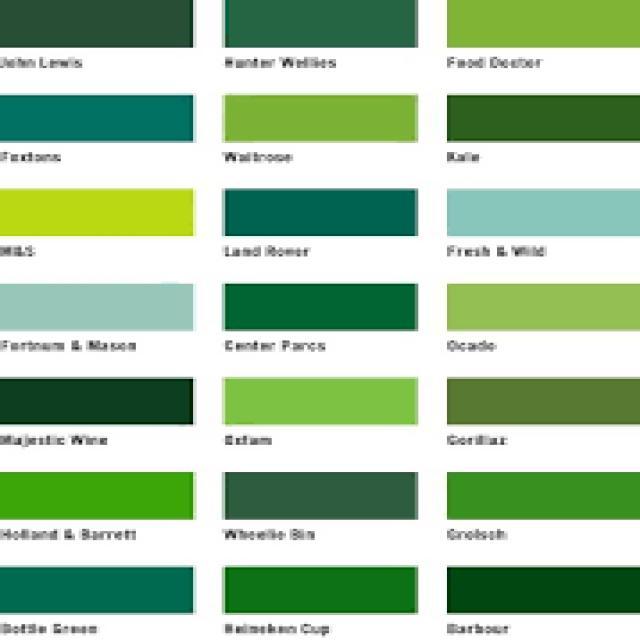 John Lewis
Hunter Wellies
Food Doctor
Foxtons
Waitrose
Kale
M&S
Land Rover
Fresh & Wild
Fortnum & Mason
Center Parcs
Ocado
Majestic Wine
Oxfam
Gorillaz
Holland & Barrett
Wheelie Bin
Grolsch
Bottle Green
Heineken Cup
Barbour